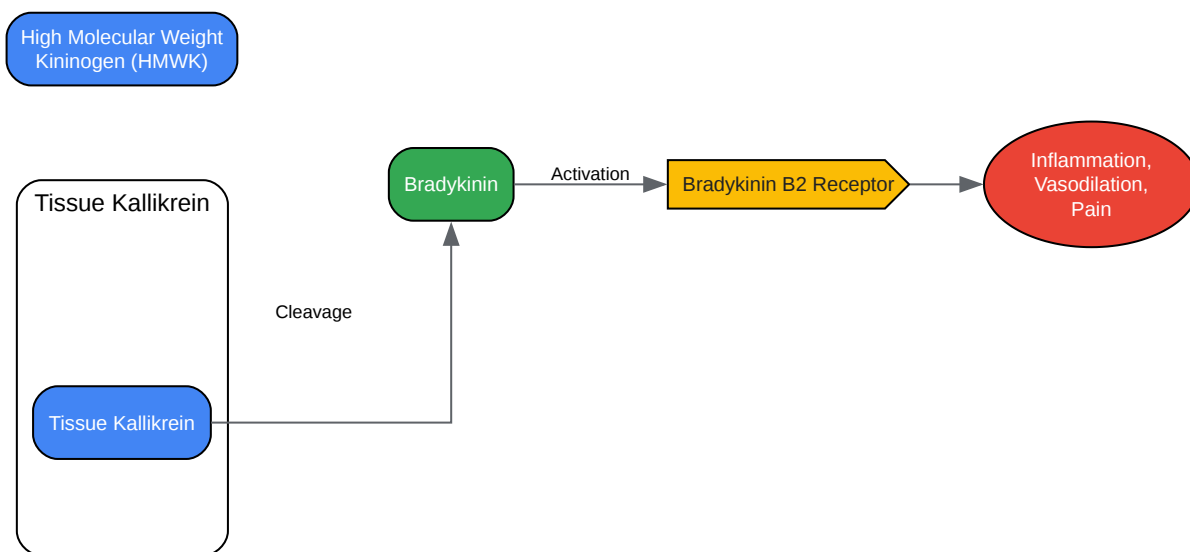 High Molecular Weight
Kininogen (HMWK)
Tissue Kallikrein
Tissue Kallikrein
Cleavage
Bradykinin
Activation
Bradykinin B2 Receptor
Inflammation,
Vasodilation,
Pain